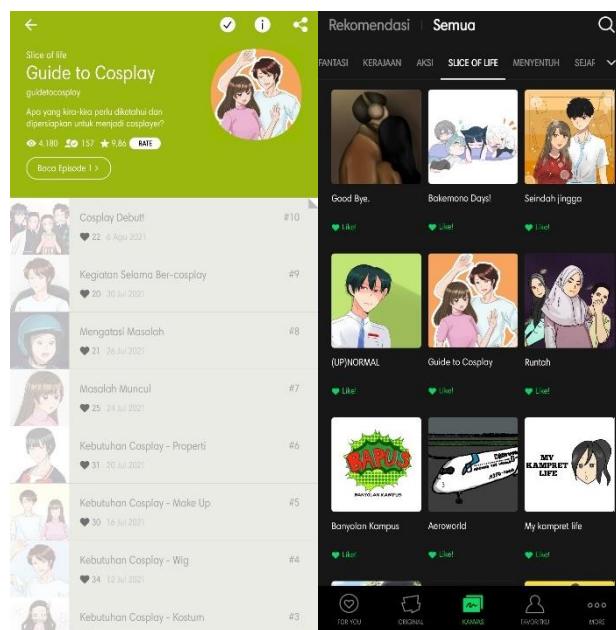 Slice of life
Guide to Cosplay
guidetocosplay
Apa yang kira-kira perlu diketahui dan
dipersiapkan untuk menjadi cosplayer?
4,180 157 9,86 RATE
Baca Episode 1 >
Cosplay Debut! #10
22 6 Agu 2021
Kegiatan Selama Ber-cosplay #9
20 30 Jul 2021
Mengatasi Masalah #8
21 26 Jul 2021
Masalah Muncul #7
25 24 Jul 2021
Kebutuhan Cosplay - Properti #6
31 20 Jul 2021
Kebutuhan Cosplay - Make Up #5
30 16 Jul 2021
Kebutuhan Cosplay - Wig #4
34 12 Jul 2021
Kebutuhan Cosplay - Kostum #3
Rekomendasi Semua
FANTASI KERAJAAN AKSI SLICE OF LIFE MENYENTUH SEJAR
Good Bye. Bakemono Days! Seindah jingga
Like! Like! Like!
(UP)NORMAL Guide to Cosplay Runtah
Like! Like! Like!
BAPUS
BANYOLAN KAMPUS
MY
KAMPRET
LIFE
Banyolan Kampus Aeroworld My kampret life
Like! Like! Like!
FOR YOU ORIGINAL KANVAS FAVORITKU MORE